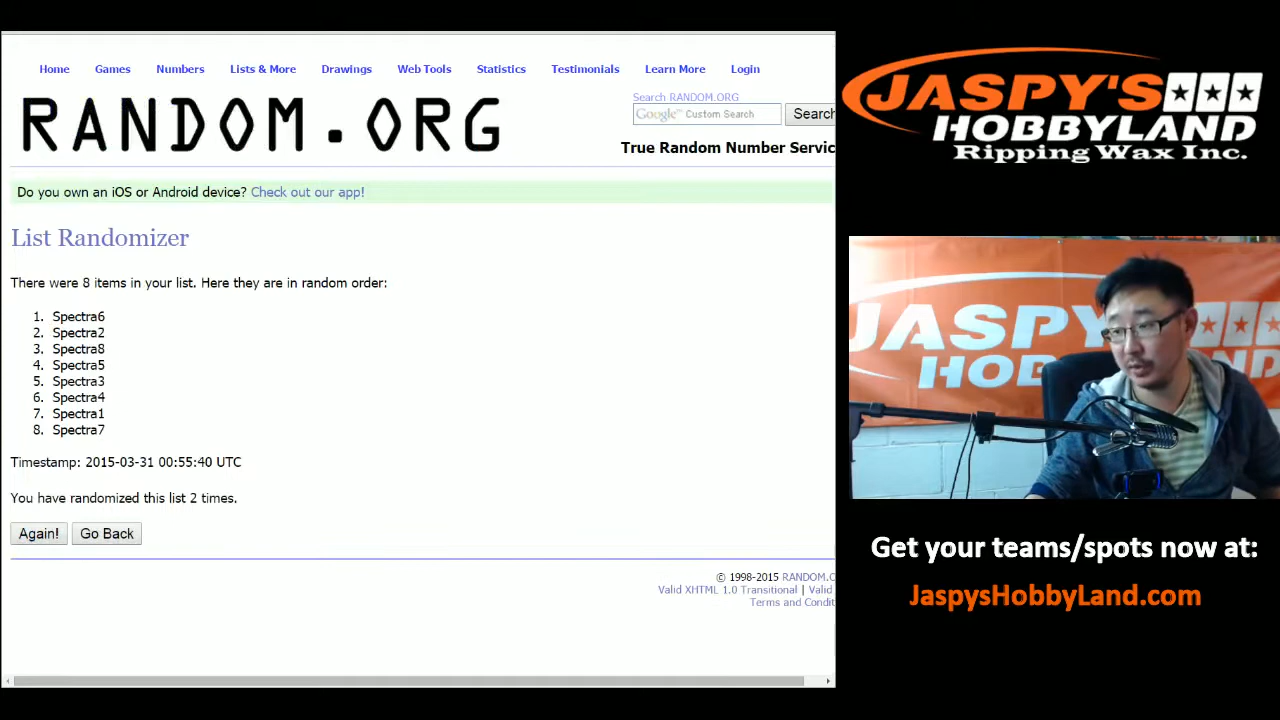 Home Games Numbers Lists & More Drawings Web Tools Statistics Testimonials Learn More Login
RANDOM.ORG
Search RANDOM.ORG
Google™ Custom Search
Search
True Random Number Servic
Do you own an iOS or Android device? Check out our app!
List Randomizer
There were 8 items in your list. Here they are in random order:
1. Spectra6
2. Spectra2
3. Spectra8
4. Spectra5
5. Spectra3
6. Spectra4
7. Spectra1
8. Spectra7
Timestamp: 2015-03-31 00:55:40 UTC
You have randomized this list 2 times.
Again! Go Back
© 1998-2015 RANDOM.O
Valid XHTML 1.0 Transitional | Valid
Terms and Condit
JASPY'S
HOBBYLAND
Ripping Wax Inc.
JASPY
HOB
Get your teams/spots now at:
JaspysHobbyLand.com